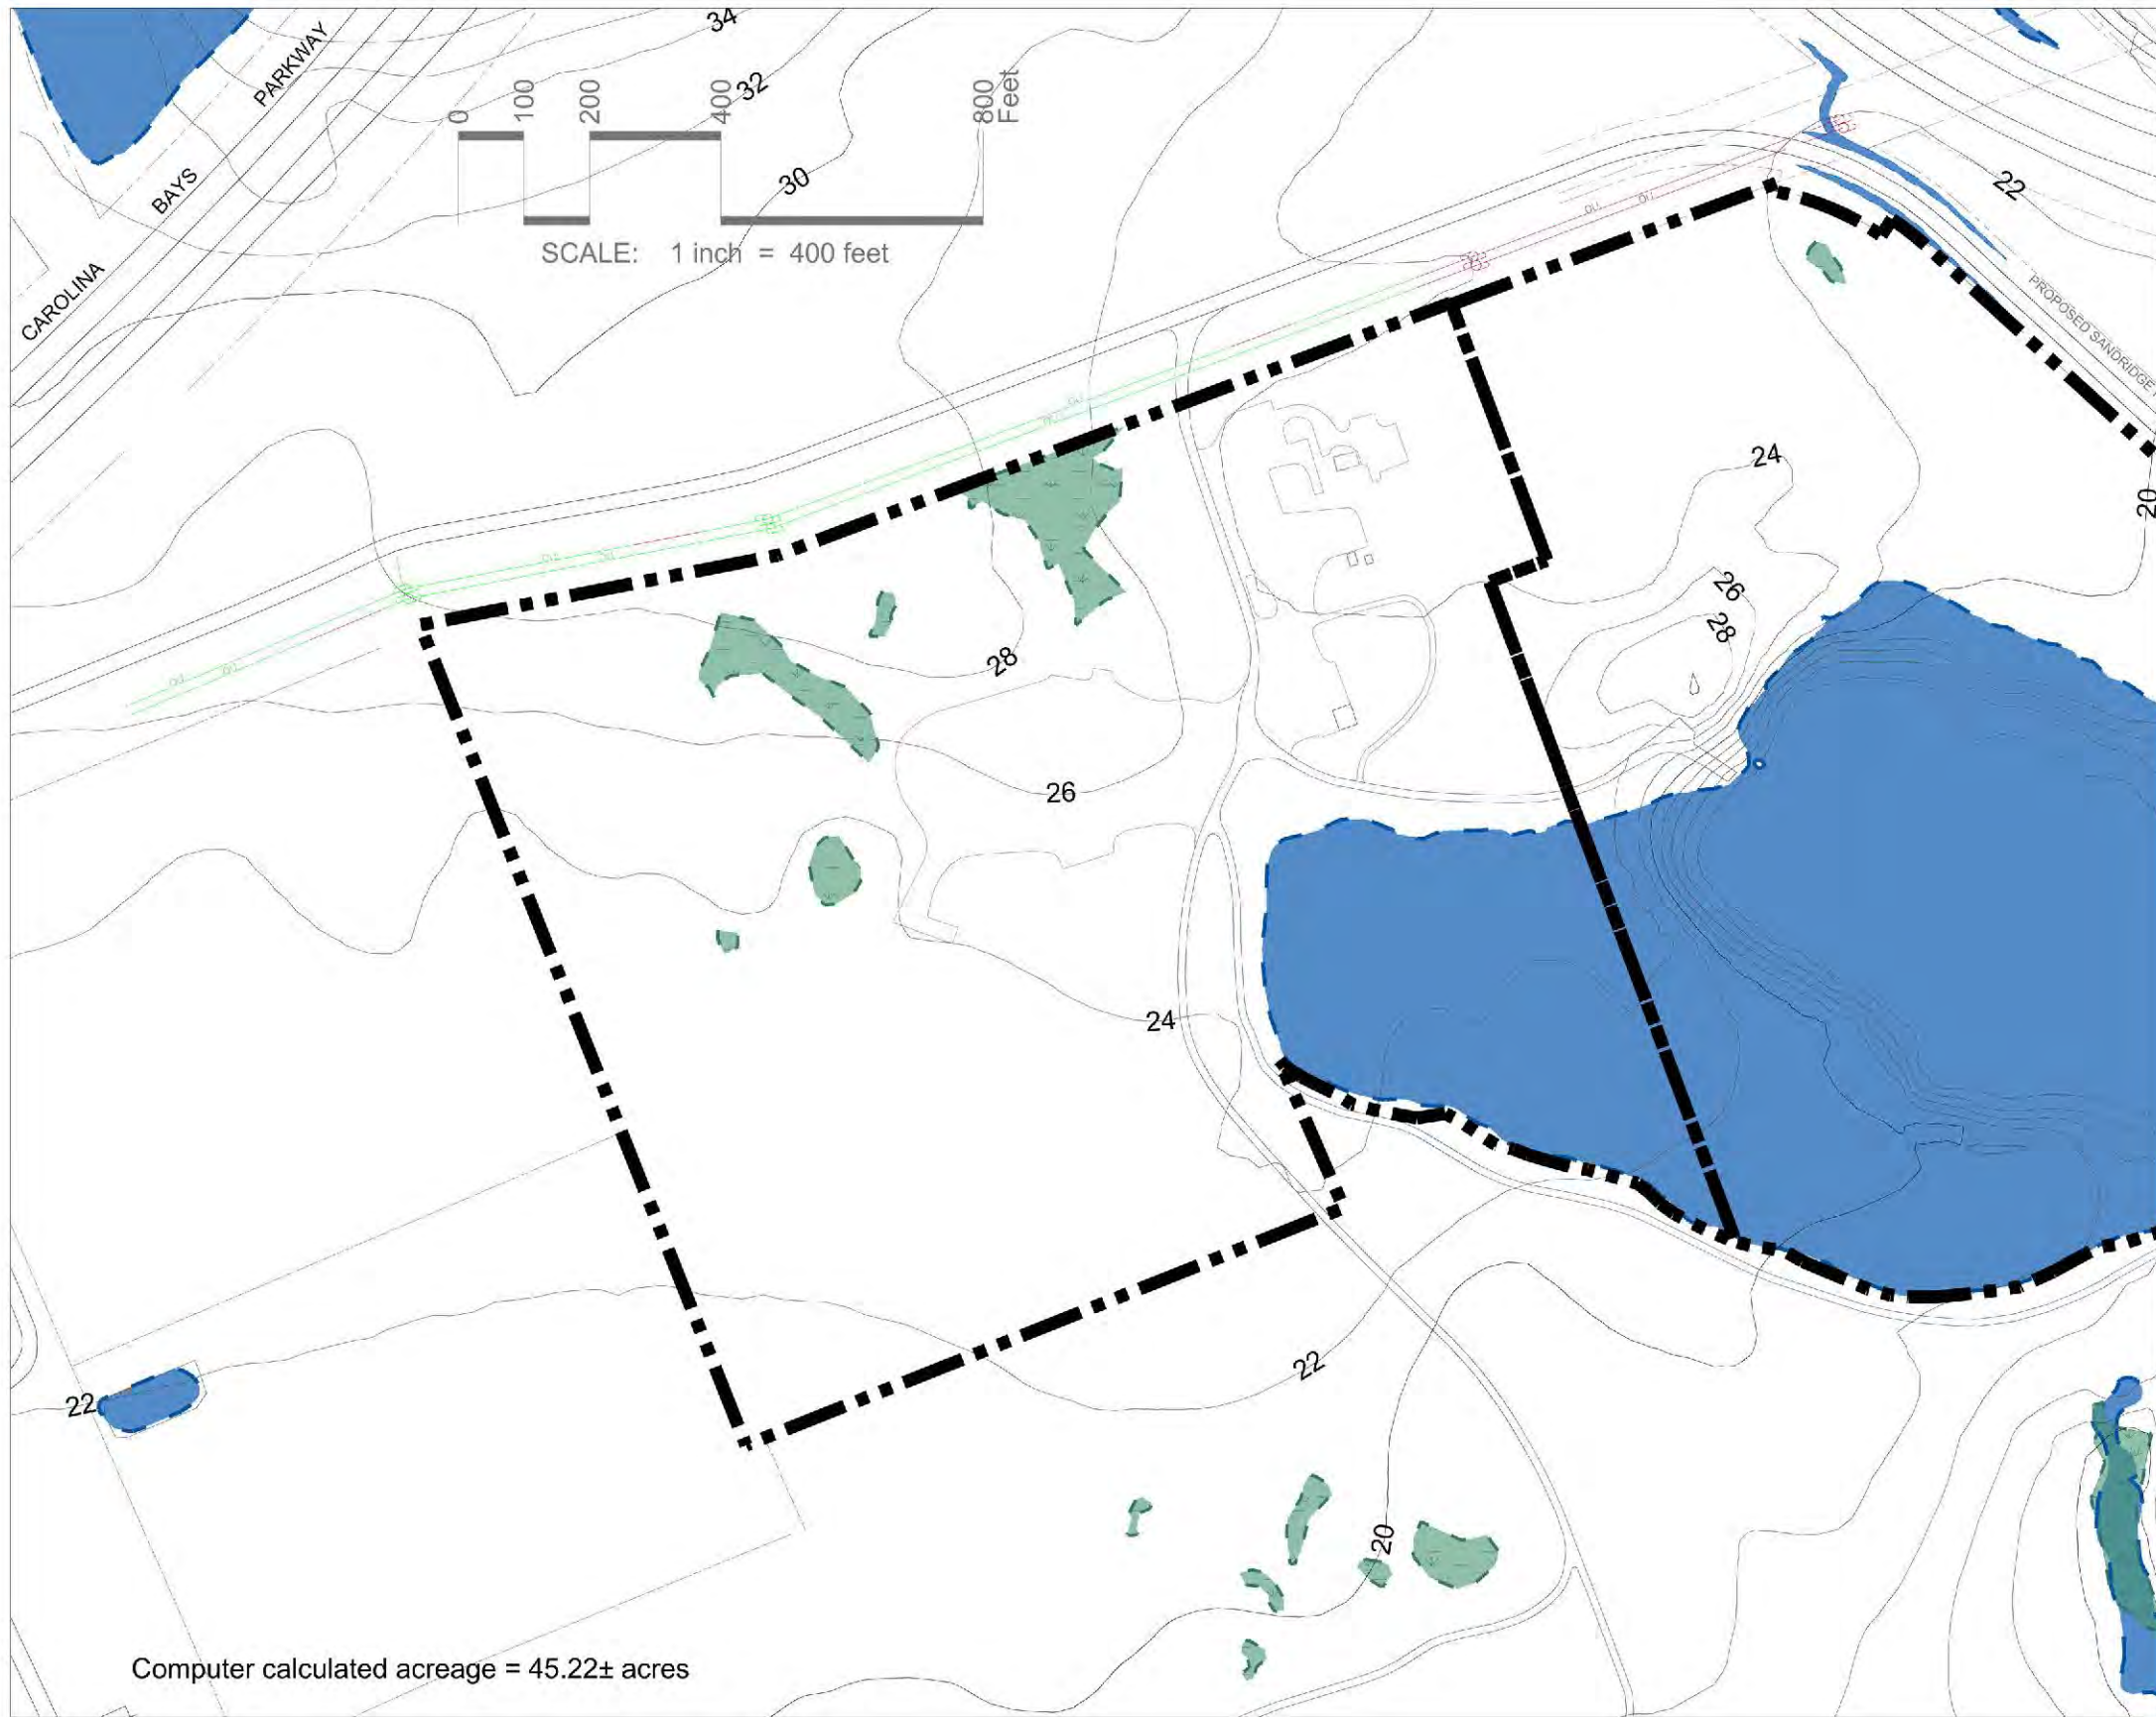 34
PARKWAY
BAYS
CAROLINA
32
30
0
100
200
400
800
Feet
SCALE: 1 inch = 400 feet
22
PROPOSED SANDRIDGE
24
20
26
28
28
26
24
22
22
20
Computer calculated acreage = 45.22± acres